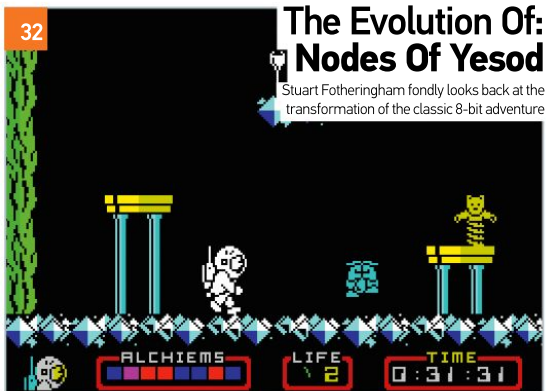 32
The Evolution Of:
Nodes Of Yesod
Stuart Fotheringham fondly looks back at the
transformation of the classic 8-bit adventure
ALCHIEMS
LIFE
TIME
2
0:31:31